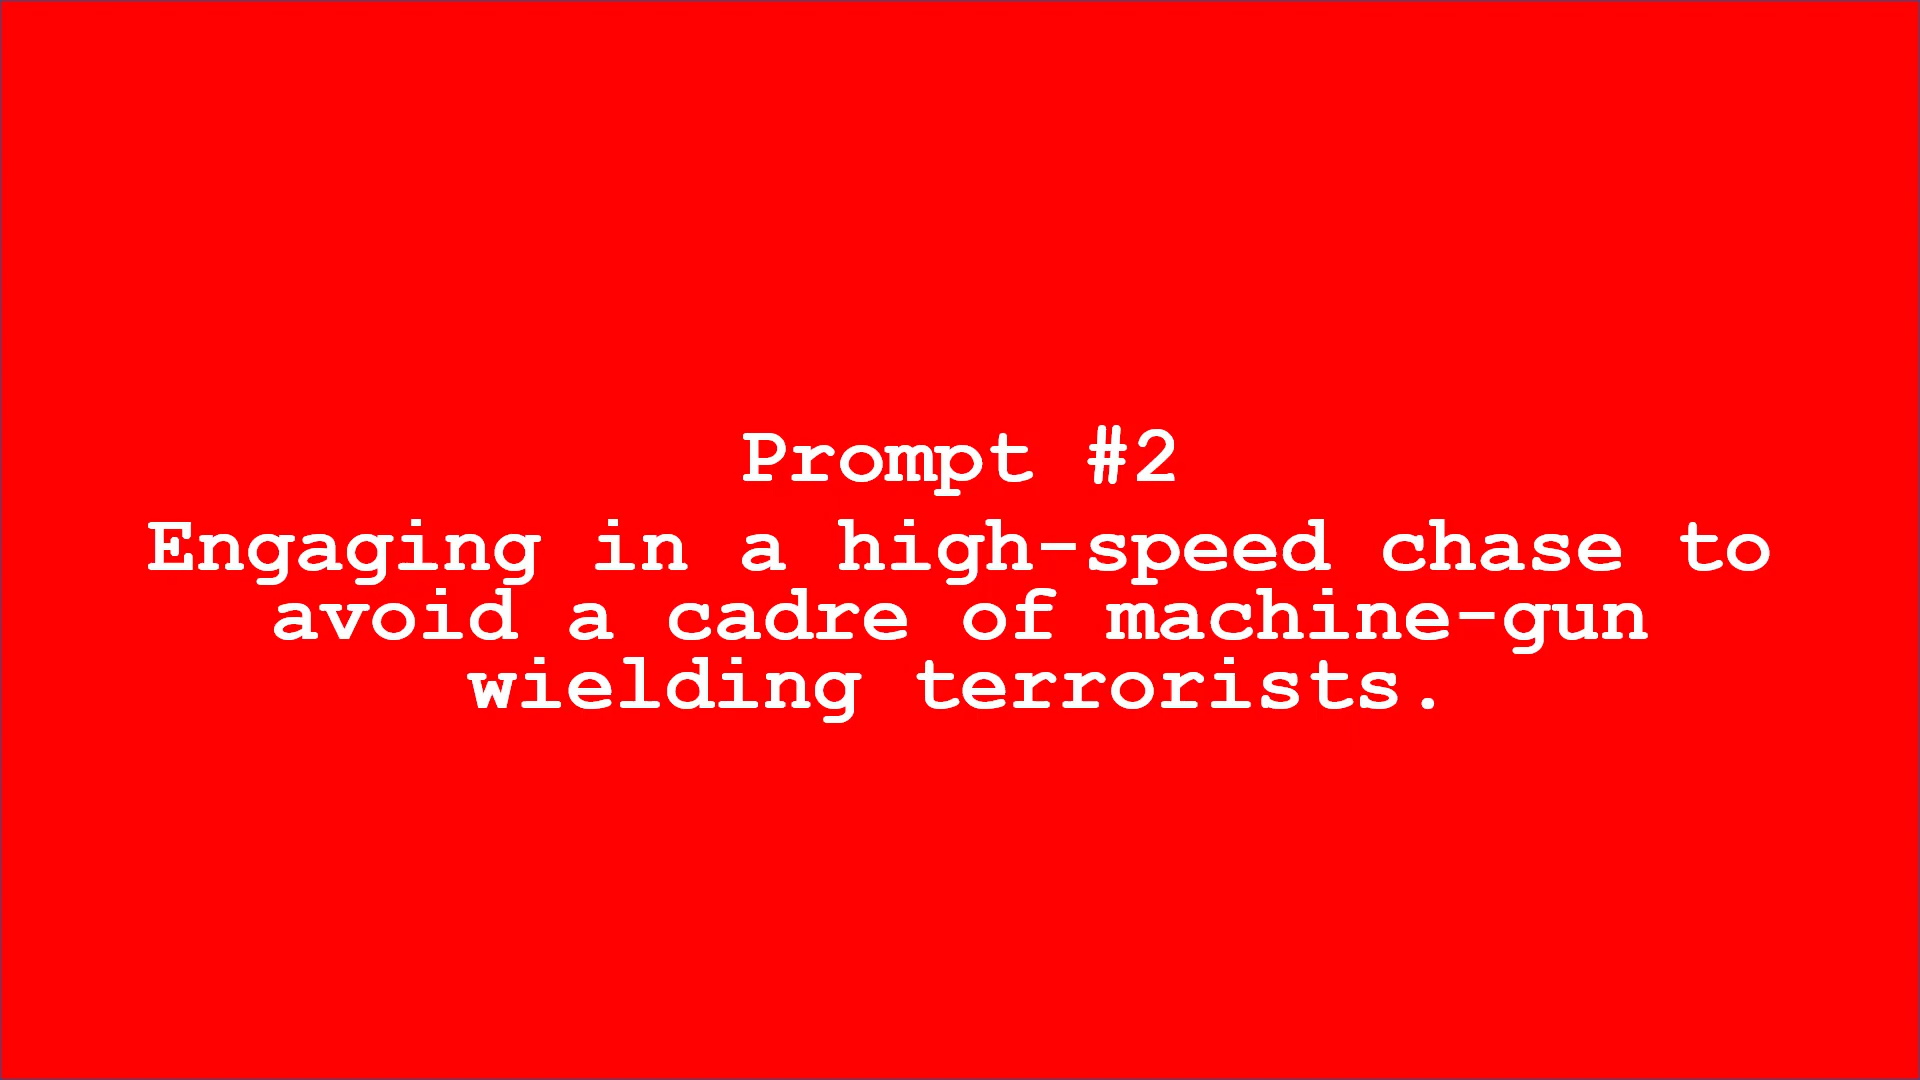 Prompt #2
Engaging in a high-speed chase to
avoid a cadre of machine-gun
wielding terrorists.